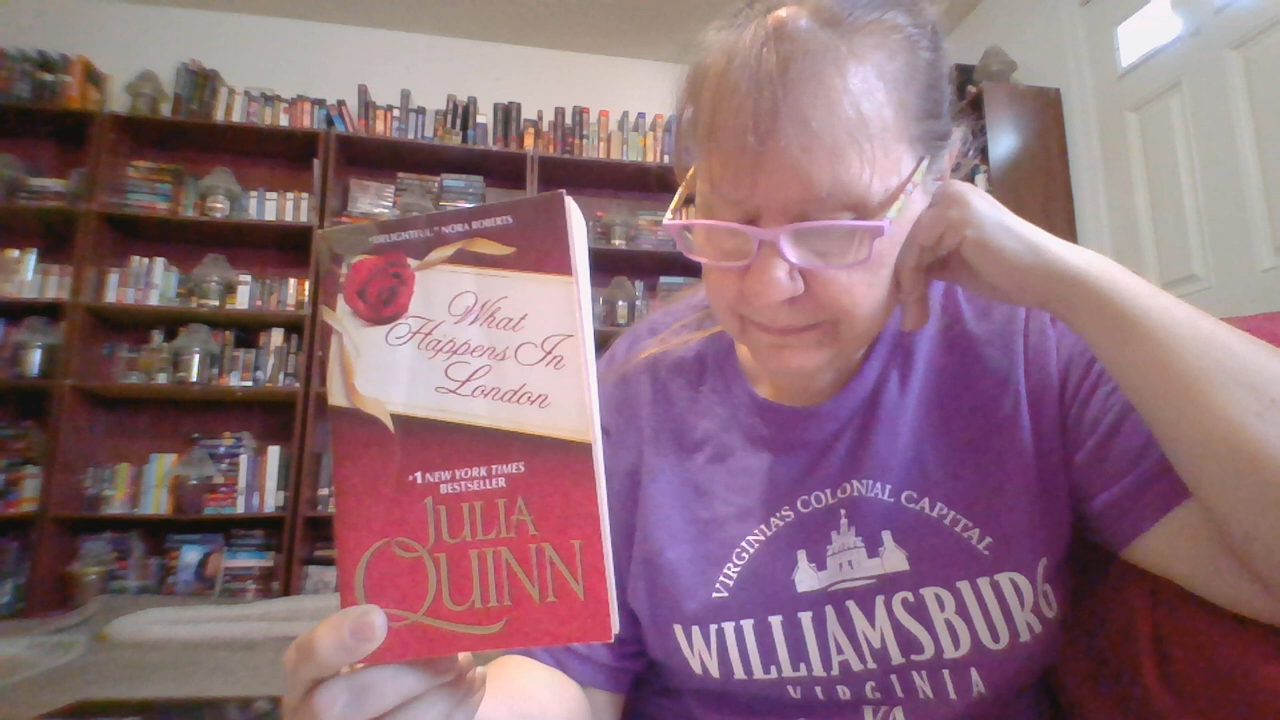 "DELIGHTFUL." NORA ROBERTS
What
Happens In
London
#1 NEW YORK TIMES
BESTSELLER
JULIA
QUINN
VIRGINIA'S COLONIAL CAPITAL
WILLIAMSBURG
VIRGINIA